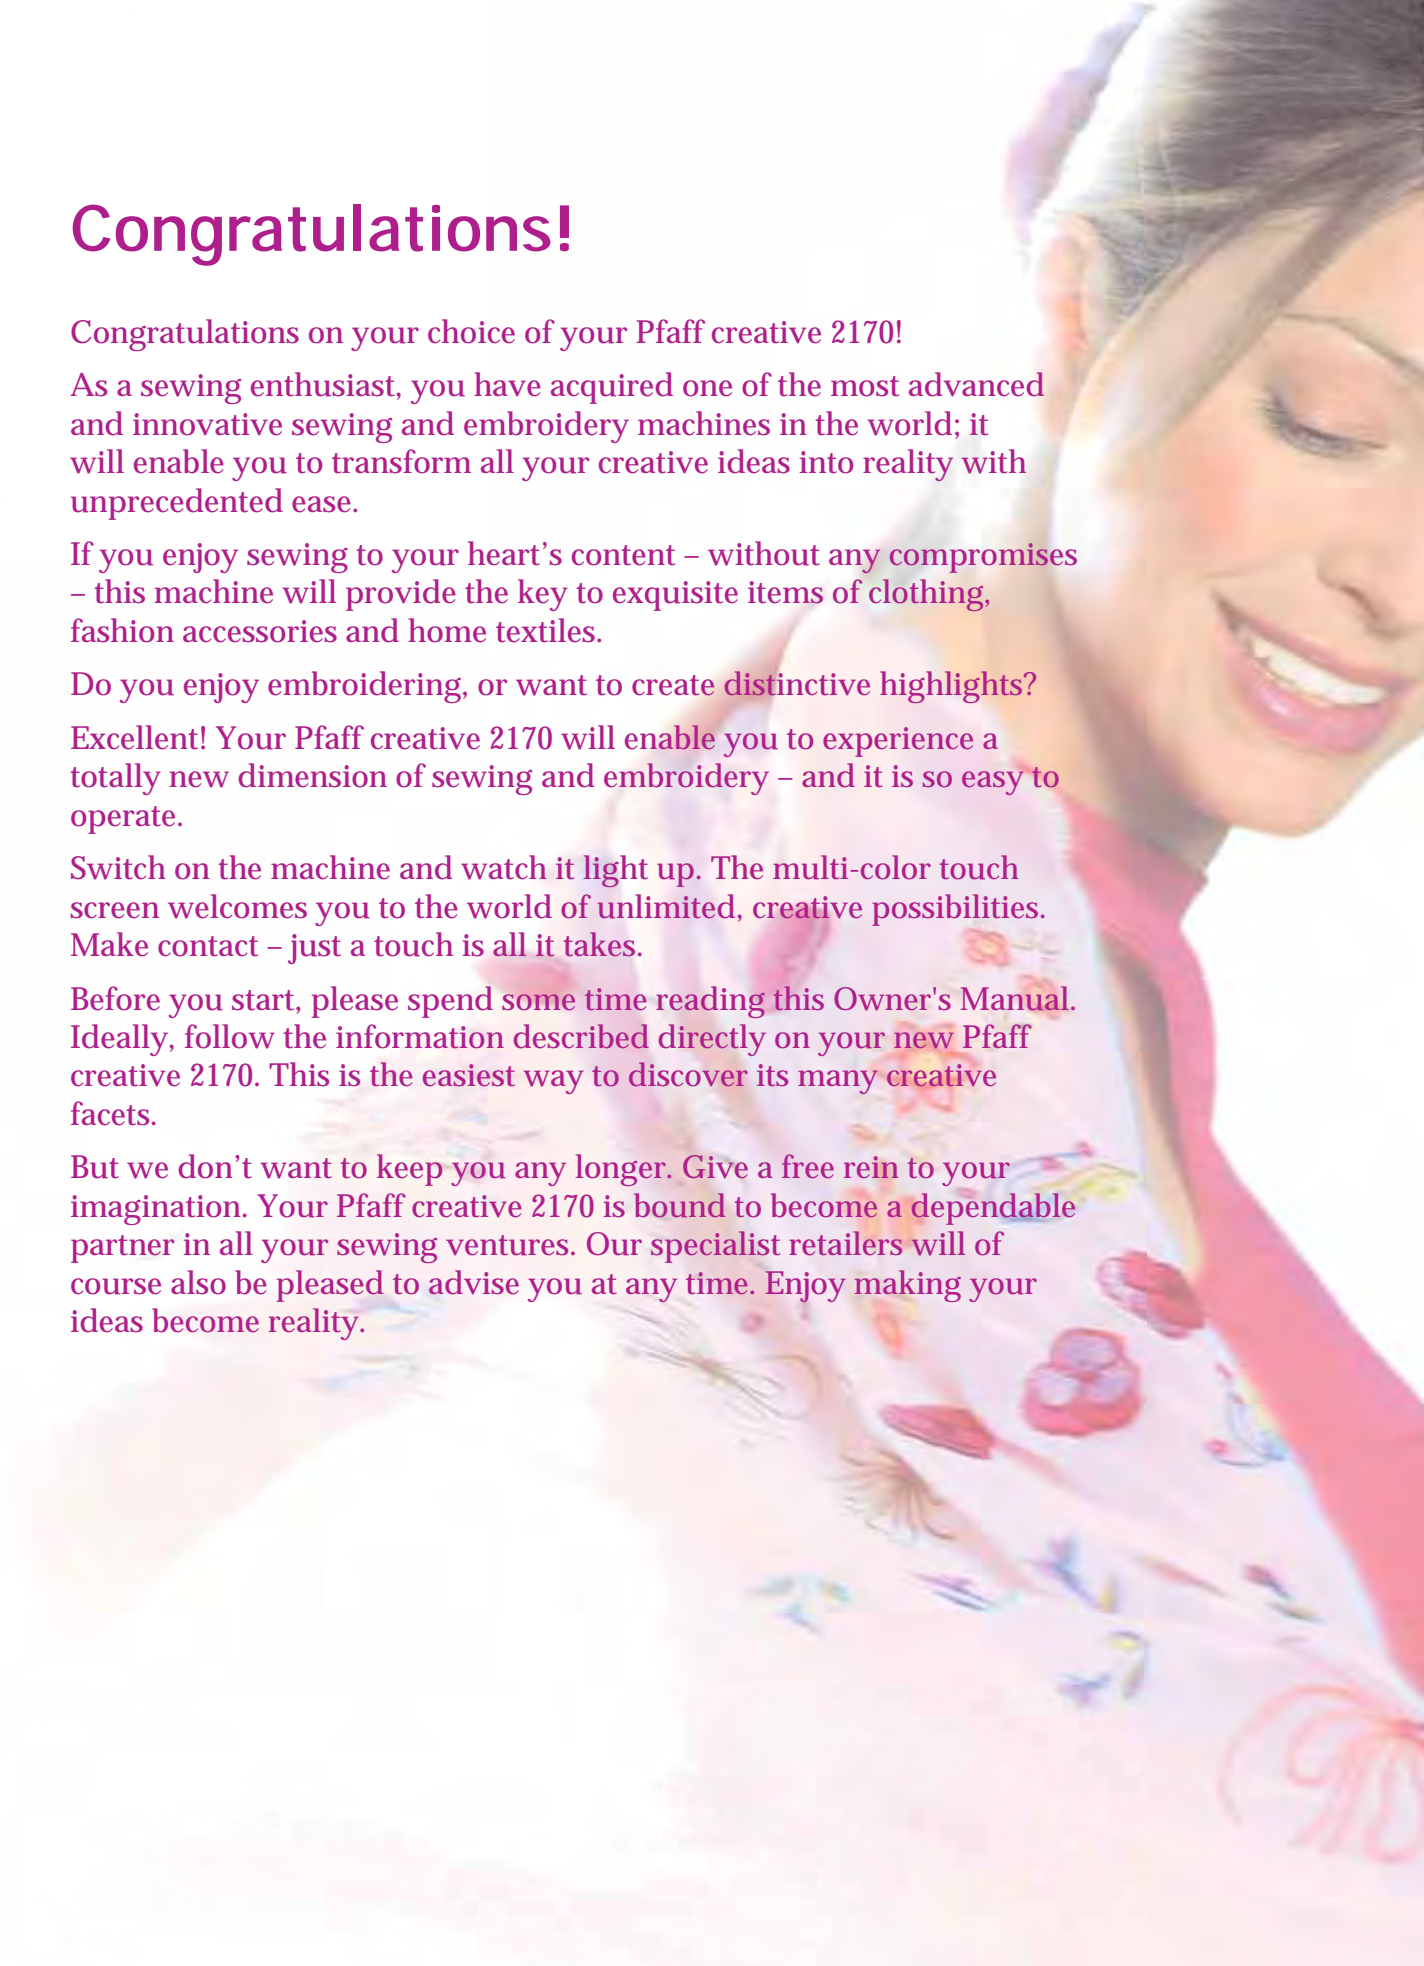 Congratulations!
Congratulations on your choice of your Pfaff creative 2170!
As a sewing enthusiast, you have acquired one of the most advanced
and innovative sewing and embroidery machines in the world; it
will enable you to transform all your creative ideas into reality with
unprecedented ease.
If you enjoy sewing to your heart’s content – without any compromises
– this machine will provide the key to exquisite items of clothing,
fashion accessories and home textiles.
Do you enjoy embroidering, or want to create distinctive highlights?
Excellent! Your Pfaff creative 2170 will enable you to experience a
totally new dimension of sewing and embroidery – and it is so easy to
operate.
Switch on the machine and watch it light up. The multi-color touch
screen welcomes you to the world of unlimited, creative possibilities.
Make contact – just a touch is all it takes.
Before you start, please spend some time reading this Owner's Manual.
Ideally, follow the information described directly on your new Pfaff
creative 2170. This is the easiest way to discover its many creative
facets.
But we don’t want to keep you any longer. Give a free rein to your
imagination. Your Pfaff creative 2170 is bound to become a dependable
partner in all your sewing ventures. Our specialist retailers will of
course also be pleased to advise you at any time. Enjoy making your
ideas become reality.